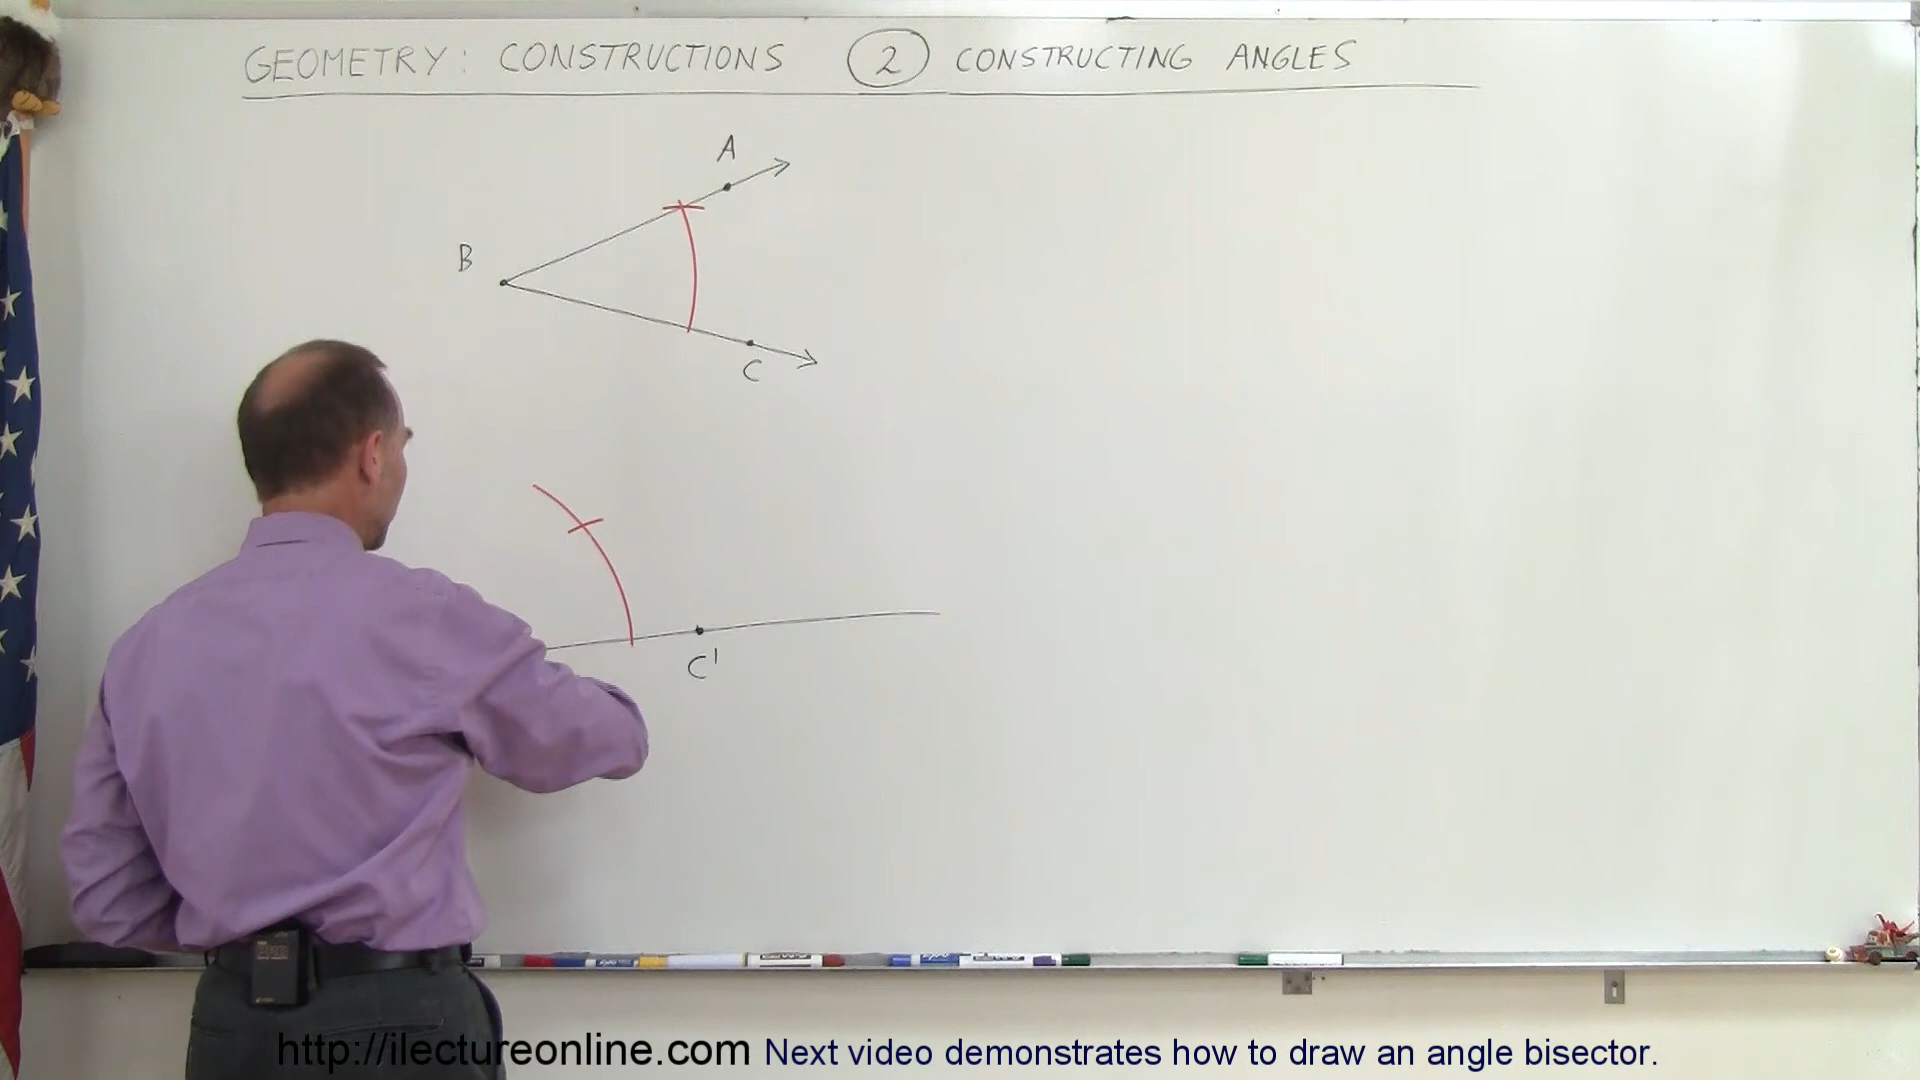 GEOMETRY: CONSTRUCTIONS 2 CONSTRUCTING ANGLES
A
B
C
C'
http://ilectureonline.com Next video demonstrates how to draw an angle bisector.